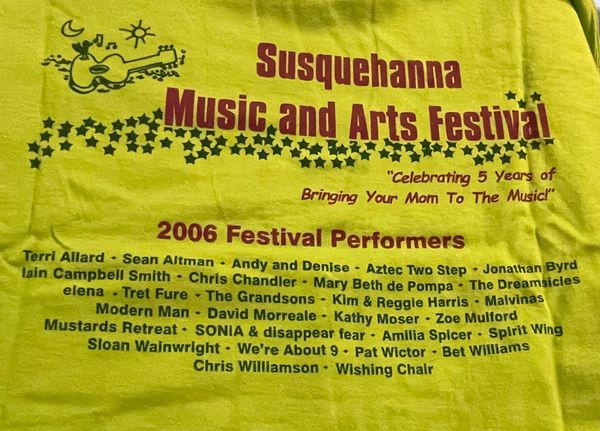 Susquehanna
Music and Arts Festival
"Celebrating 5 Years of
Bringing Your Mom To The Music!"
2006 Festival Performers
Terri Allard • Sean Altman • Andy and Denise • Aztec Two Step • Jonathan Byrd
Iain Campbell Smith • Chris Chandler • Mary Beth de Pompa • The Dreamsicles
elena • Tret Fure • The Grandsons • Kim & Reggie Harris • Malvinas
Modern Man • David Morreale • Kathy Moser • Zoe Mulford
Mustards Retreat • SONiA & disappear fear • Amilia Spicer • Spirit Wing
Sloan Wainwright • We're About 9 • Pat Wictor • Bet Williams
Chris Williamson • Wishing Chair